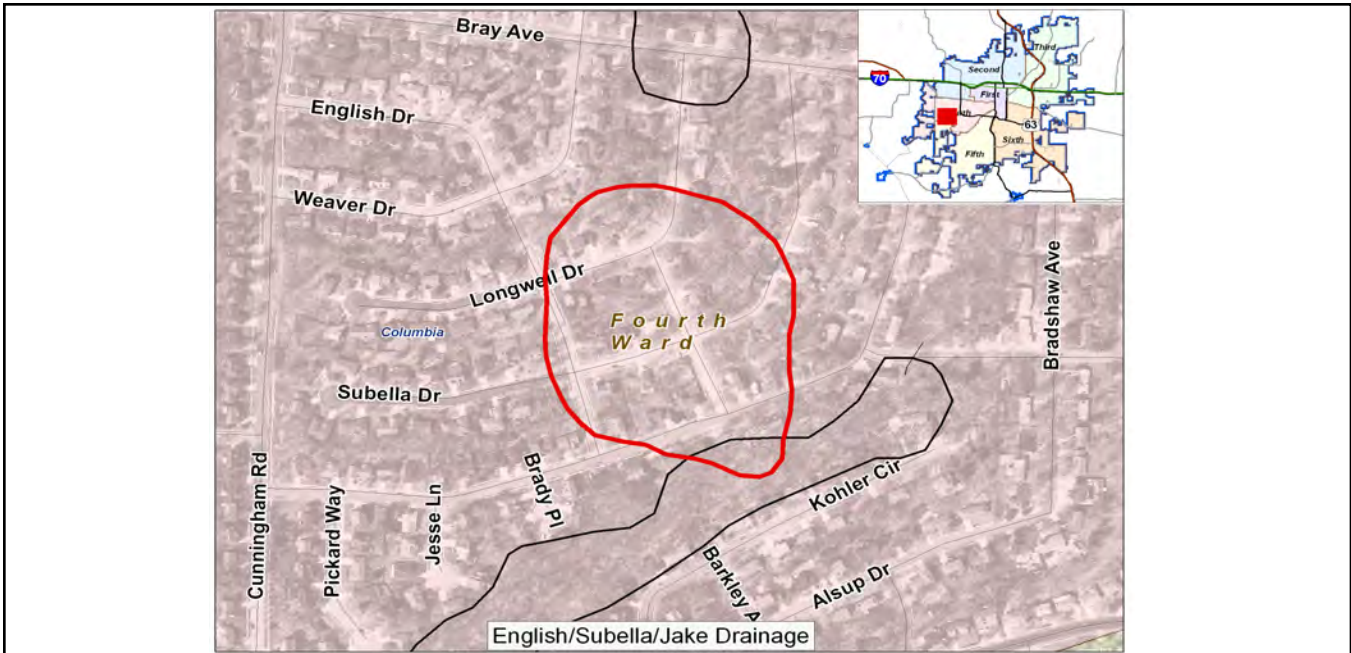 Bray Ave
English Dr
Weaver Dr
Longwell Dr
Columbia
Fourth
Ward
Subella Dr
Bradshaw Ave
Cunningham Rd
Pickard Way
Jesse Ln
Brady Pl
Kohler Cir
Barkley A
Alsup Dr
English/Subella/Jake Drainage
Third
Second
70
First
63
Sixth
Fifth